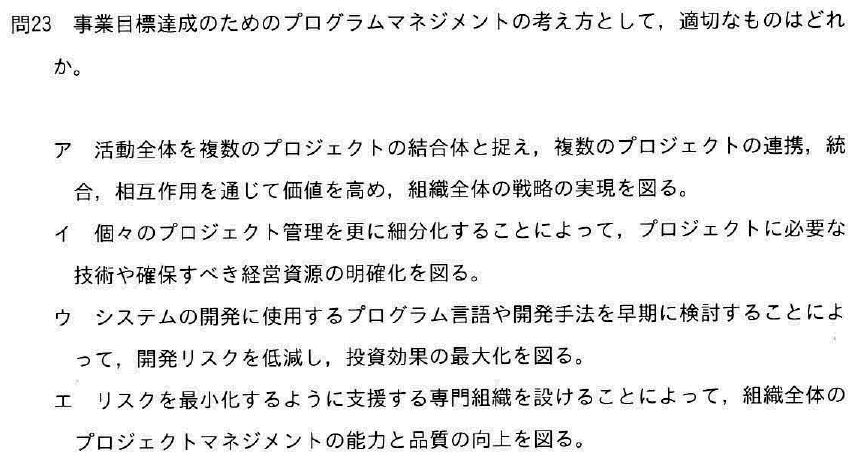 問23 事業目標達成のためのプログラムマネジメントの考え方として，適切なものはどれ
か。
ア 活動全体を複数のプロジェクトの結合体と捉え，複数のプロジェクトの連携，統
合，相互作用を通じて価値を高め，組織全体の戦略の実現を図る。
イ 個々のプロジェクト管理を更に細分化することによって，プロジェクトに必要な
技術や確保すべき経営資源の明確化を図る。
ウ システムの開発に使用するプログラム言語や開発手法を早期に検討することによ
って，開発リスクを低減し，投資効果の最大化を図る。
エ リスクを最小化するように支援する専門組織を設けることによって，組織全体の
プロジェクトマネジメントの能力と品質の向上を図る。